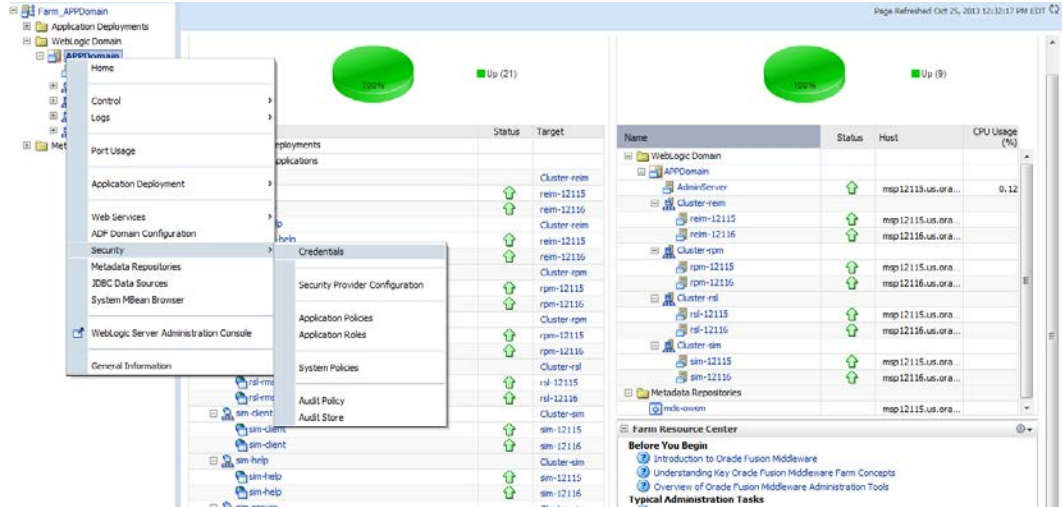 Farm_APPDomain
Application Deployments
WebLogic Domain
APPDomain
Home
Control
Logs
Port Usage
Application Deployment
Web Services
ADF Domain Configuration
Security
Metadata Repositories
JDBC Data Sources
System MBean Browser
WebLogic Server Administration Console
General Information
Credentials
Security Provider Configuration
Application Policies
Application Roles
System Policies
Audit Policy
Audit Store
Page Refreshed Oct 25, 2013 12:32:17 PM EDT
100%
Up (21)
Status Target
Cluster-reim
reim-12115
reim-12116
Cluster-reim
reim-12115
reim-12116
Cluster-rpm
rpm-12115
rpm-12116
Cluster-rpm
rpm-12115
rpm-12116
Cluster-rsl
rsl-12115
rsl-12116
sim-client Cluster-sim
sim-client sim-12115
sim-client sim-12116
sim-help Cluster-sim
sim-help sim-12115
sim-help sim-12116
100%
Up (9)
Name Status Host CPU Usage (%)
WebLogic Domain
APPDomain
AdminServer msp12115.us.ora... 0.12
Cluster-reim
reim-12115 msp12115.us.ora...
reim-12116 msp12116.us.ora...
Cluster-rpm
rpm-12115 msp12115.us.ora...
rpm-12116 msp12116.us.ora...
Cluster-rsl
rsl-12115 msp12115.us.ora...
rsl-12116 msp12116.us.ora...
Cluster-sim
sim-12115 msp12115.us.ora...
sim-12116 msp12116.us.ora...
Metadata Repositories
mds-owsm msp12115.us.ora...
Farm Resource Center
Before You Begin
Introduction to Oracle Fusion Middleware
Understanding Key Oracle Fusion Middleware Farm Concepts
Overview of Oracle Fusion Middleware Administration Tools
Typical Administration Tasks